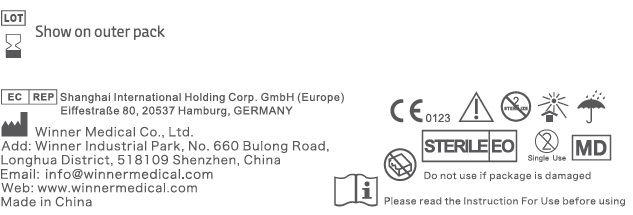 LOT
Show on outer pack
EC REP Shanghai International Holding Corp. GmbH (Europe)
Eiffestraße 80, 20537 Hamburg, GERMANY
Winner Medical Co., Ltd.
Add: Winner Industrial Park, No. 660 Bulong Road,
Longhua District, 518109 Shenzhen, China
Email: info@winnermedical.com
Web: www.winnermedical.com
Made in China
CE 0123
2
STERILIZE
STERILE EO
2
Single Use
MD
Do not use if package is damaged
i
Please read the Instruction For Use before using